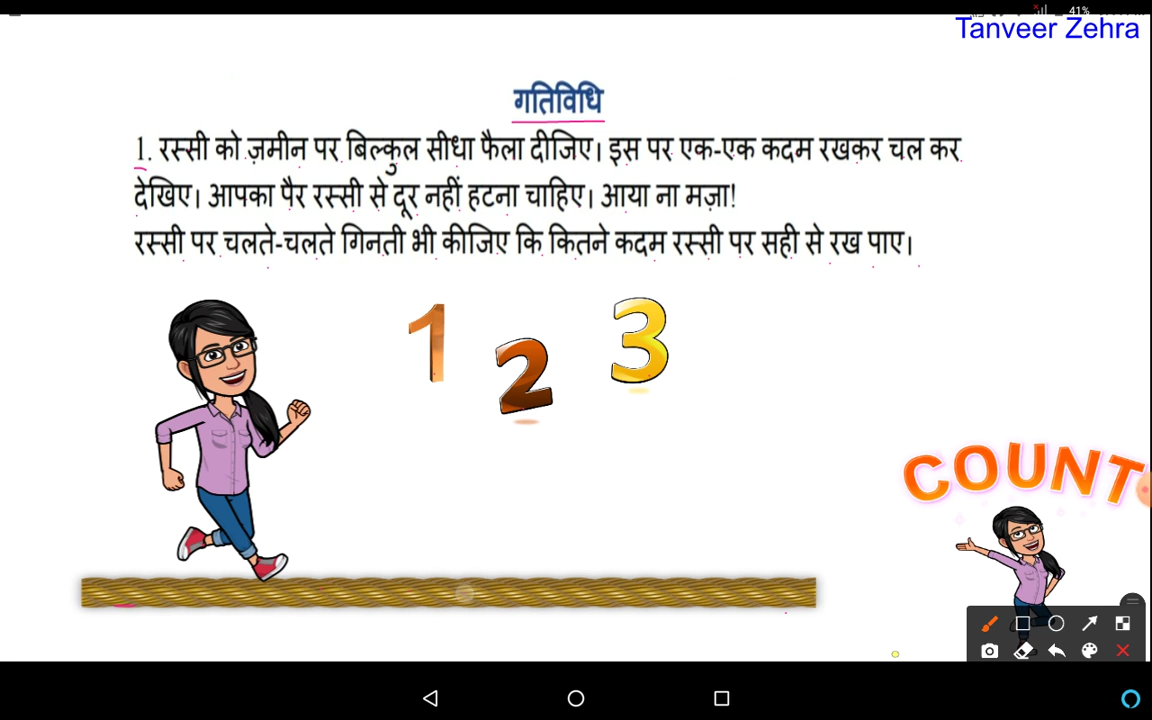 41%
Tanveer Zehra
गतिविधि
1. रस्सी को ज़मीन पर बिल्कुल सीधा फैला दीजिए। इस पर एक-एक कदम रखकर चल कर
देखिए। आपका पैर रस्सी से दूर नहीं हटना चाहिए। आया ना मज़ा!
रस्सी पर चलते-चलते गिनती भी कीजिए कि कितने कदम रस्सी पर सही से रख पाए।
1 2 3
COUNT